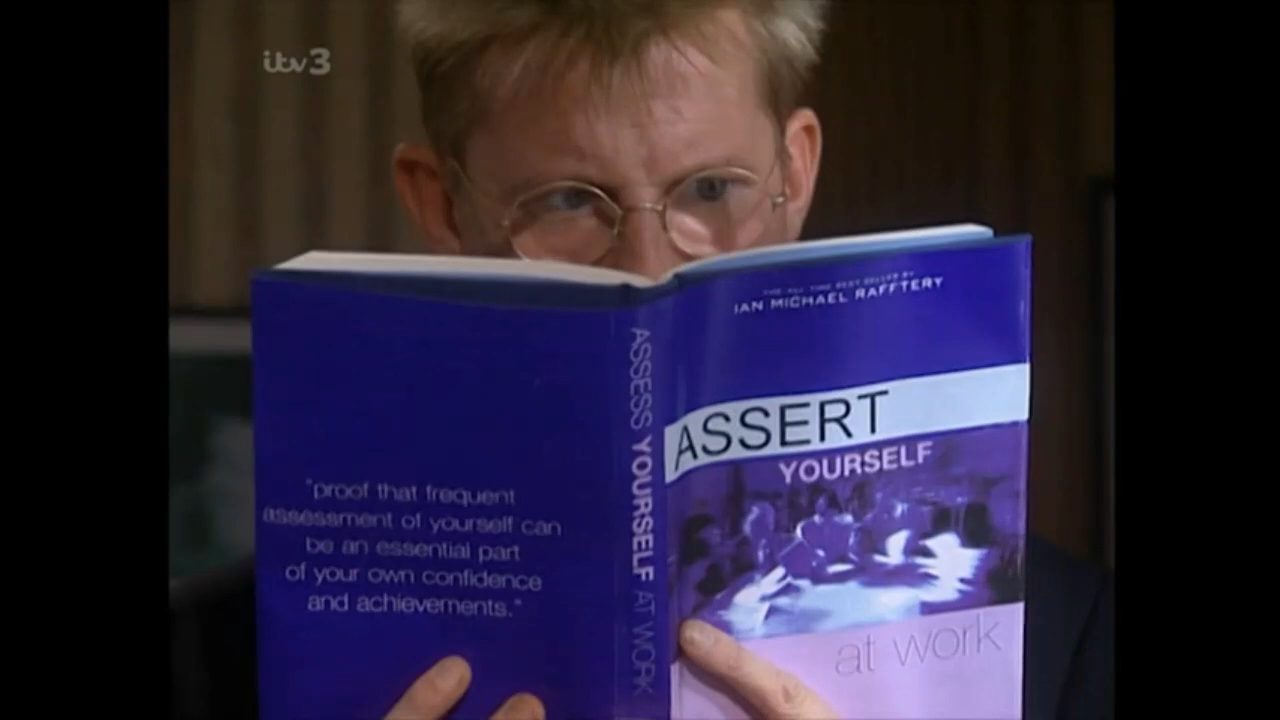 itv3
THE ALL TIME BEST SELLER BY
IAN MICHAEL RAFFTERY
ASSERT
YOURSELF
at work
ASSESS YOURSELF AT WORK
"proof that frequent
assessment of yourself can
be an essential part
of your own confidence
and achievements."